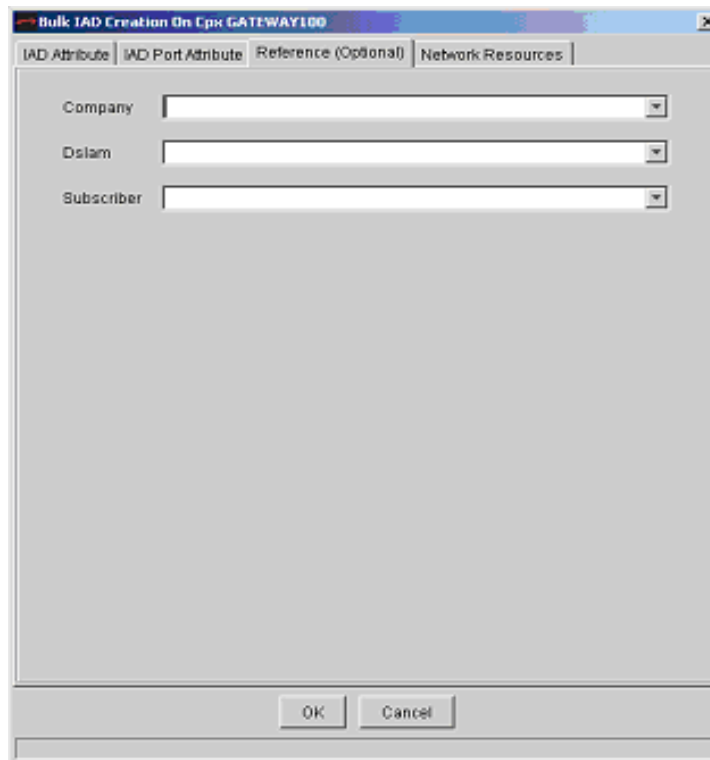 Bulk IAD Creation On Cpx GATEWAY100
IAD Attribute IAD Port Attribute Reference (Optional) Network Resources
Company
Dslam
Subscriber
OK Cancel